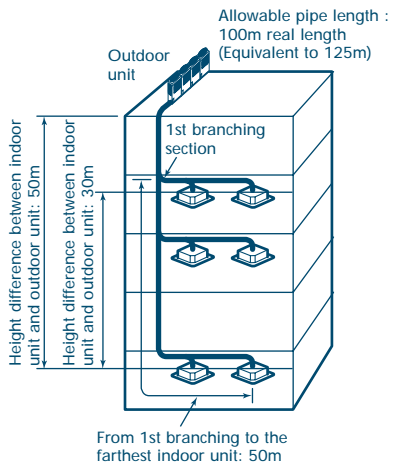 Allowable pipe length :
100m real length
(Equivalent to 125m)
Outdoor
unit
1st branching
section
Height difference between indoor
unit and outdoor unit: 50m
Height difference between indoor
unit and outdoor unit: 30m
From 1st branching to the
farthest indoor unit: 50m